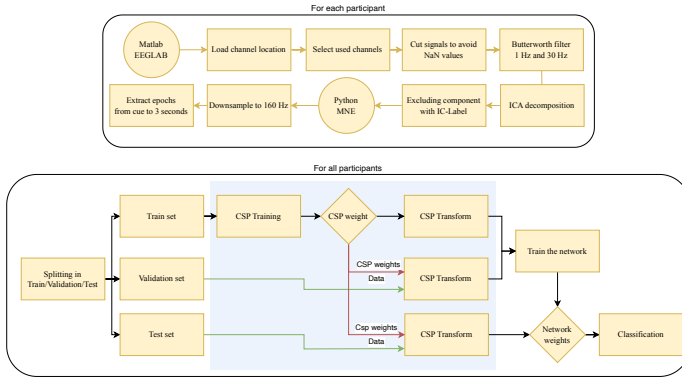 For each participant
Matlab
EEGLAB
Load channel location
Select used channels
Cut signals to avoid
NaN values
Butterworth filter
1 Hz and 30 Hz
Extract epochs
from cue to 3 seconds
Downsample to 160 Hz
Python
MNE
Excluding component
with IC-Label
ICA decomposition
For all participants
Train set
CSP Training
CSP weight
CSP Transform
Splitting in
Train/Validation/Test
Train the network
CSP weights
Validation set
Data
CSP Transform
Csp weights
Test set
Data
CSP Transform
Network
weights
Classification